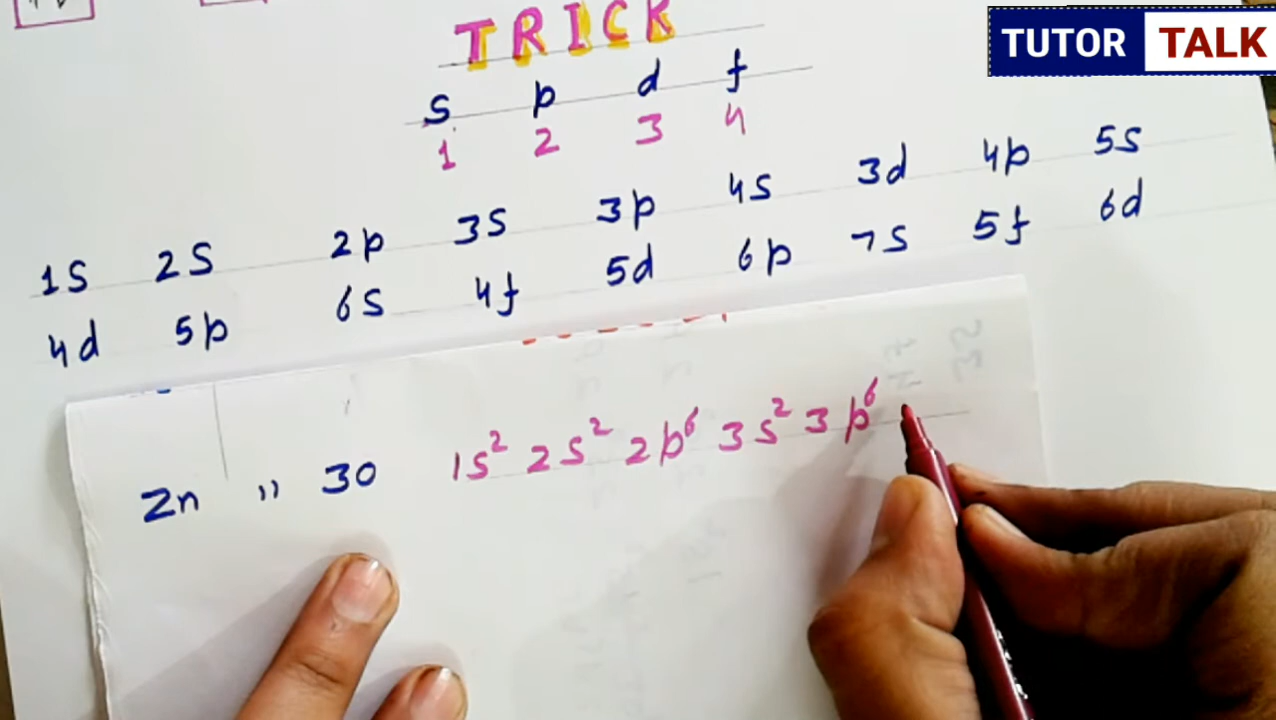 TUTOR TALK
TRICK
s p d f
1 2 3 4
1s 2s 2p 3s 3p 4s 3d 4p 5s
4d 5p 6s 4f 5d 6p 7s 5f 6d
Zn " 30 1s² 2s² 2p⁶ 3s² 3p⁶